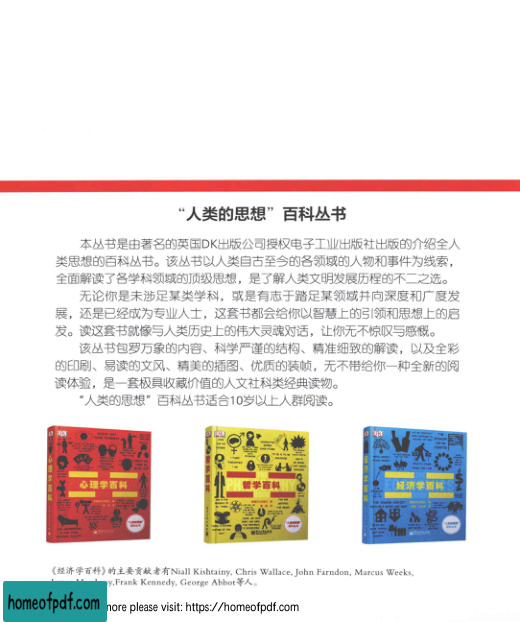 “人类的思想”百科丛书
本丛书是由著名的英国DK出版公司授权电子工业出版社出版的介绍全人
类思想的百科丛书。该丛书以人类自古至今的各领域的人物和事件为线索，
全面解读了各学科领域的顶级思想，是了解人类文明发展历程的不二之选。
无论你是未涉足某类学科，或是有志于踏足某领域并向深度和广度发
展，还是已经成为专业人士，这套书都会给你以智慧上的引领和思想上的启
发。读这套书就像与人类历史上的伟大灵魂对话，让你无不惊叹与感慨。
该丛书包罗万象的内容、科学严谨的结构、精准细致的解读，以及全彩
的印刷、易读的文风、精美的插图、优质的装帧，无不带给你一种全新的阅
读体验，是一套极具收藏价值的人文社科类经典读物。
“人类的思想”百科丛书适合10岁以上人群阅读。
DK
心理学百科
心理学百科
DK
哲学百科
哲学百科
DK
经济学百科
经济学百科
《经济学百科》的主要贡献者有Niall Kishtainy, Chris Wallace, John Farndon, Marcus Weeks,
Frank Kennedy, George Abbot等人。
homeofpdf.com
more please visit: https://homeofpdf.com